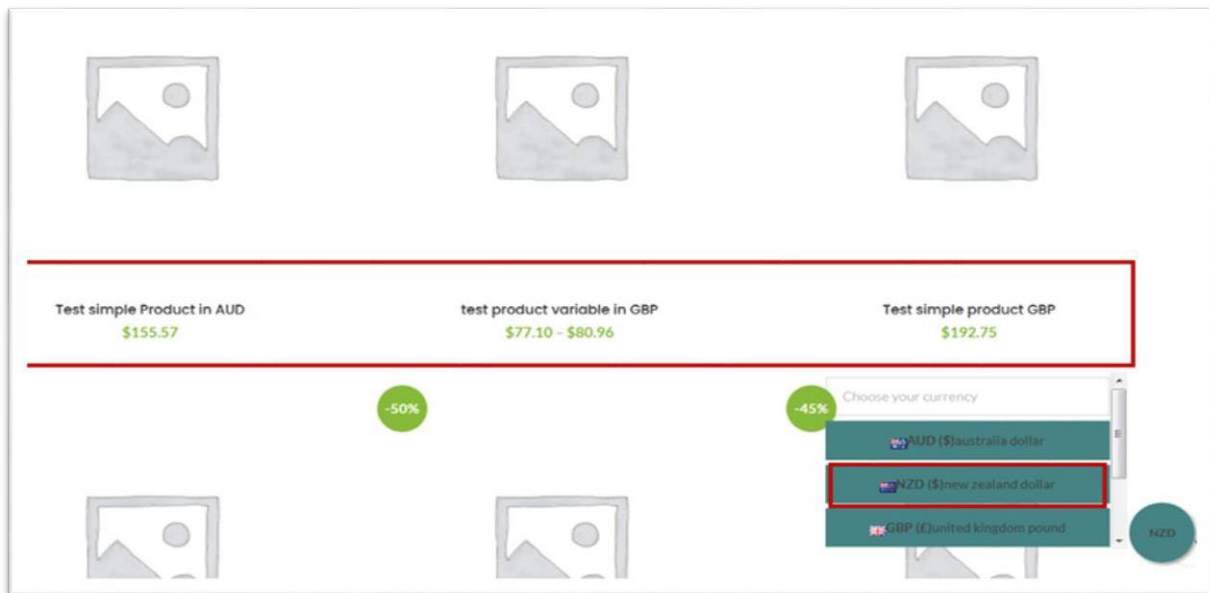 Test simple Product in AUD
$155.57
test product variable in GBP
$77.10 – $80.96
Test simple product GBP
$192.75
-50%
-45%
Choose your currency
AUD ($)australia dollar
NZD ($)new zealand dollar
GBP (£)united kingdom pound
NZD